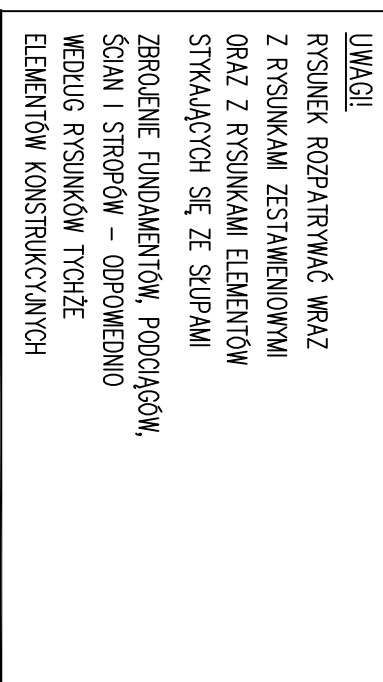 UWAGI!
RYSUNEK ROZPATRYWAĆ WRAZ
Z RYSUNKAMI ZESTAWIENIOWYMI
ORAZ Z RYSUNKAMI ELEMENTÓW
STYKAJĄCYCH SIĘ ZE SŁUPAMI
ZBROJENIE FUNDAMENTÓW, PODCIĄGÓW,
ŚCIAN I STROPÓW – ODPOWIEDNIO
WEDŁUG RYSUNKÓW TYCHŻE
ELEMENTÓW KONSTRUKCYJNYCH